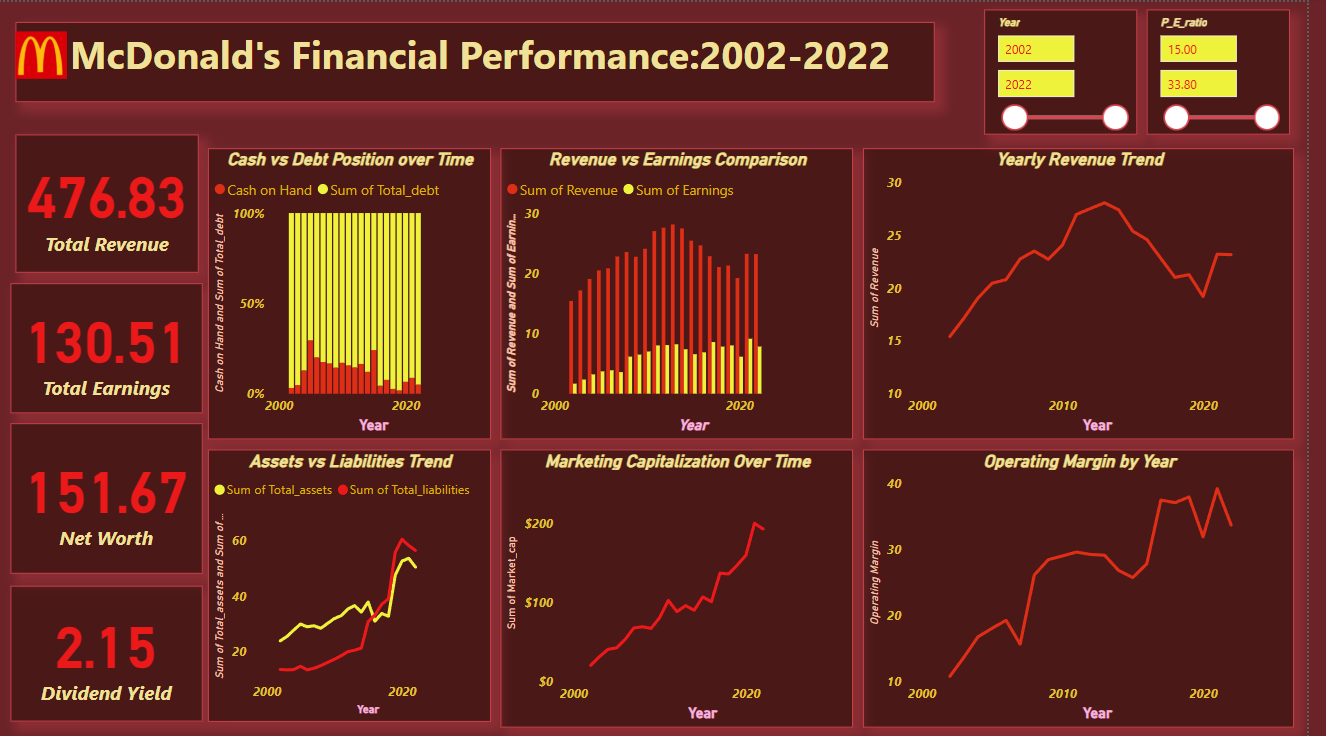 McDonald's Financial Performance:2002-2022
Year
2002
2022
P_E_ratio
15.00
33.80
476.83
Total Revenue
130.51
Total Earnings
151.67
Net Worth
2.15
Dividend Yield
Cash vs Debt Position over Time
Cash on Hand Sum of Total_debt
Cash on Hand and Sum of Total_debt
100%
50%
0%
2000 2020
Year
Revenue vs Earnings Comparison
Sum of Revenue Sum of Earnings
Sum of Revenue and Sum of Earnin...
30
20
10
0
2000 2020
Year
Yearly Revenue Trend
Sum of Revenue
30
25
20
15
10
2000 2010 2020
Year
Assets vs Liabilities Trend
Sum of Total_assets Sum of Total_liabilities
Sum of Total_assets and Sum of ...
60
40
20
2000 2020
Year
Marketing Capitalization Over Time
Sum of Market_cap
$200
$100
$0
2000 2020
Year
Operating Margin by Year
Operating Margin
40
30
20
10
2000 2010 2020
Year